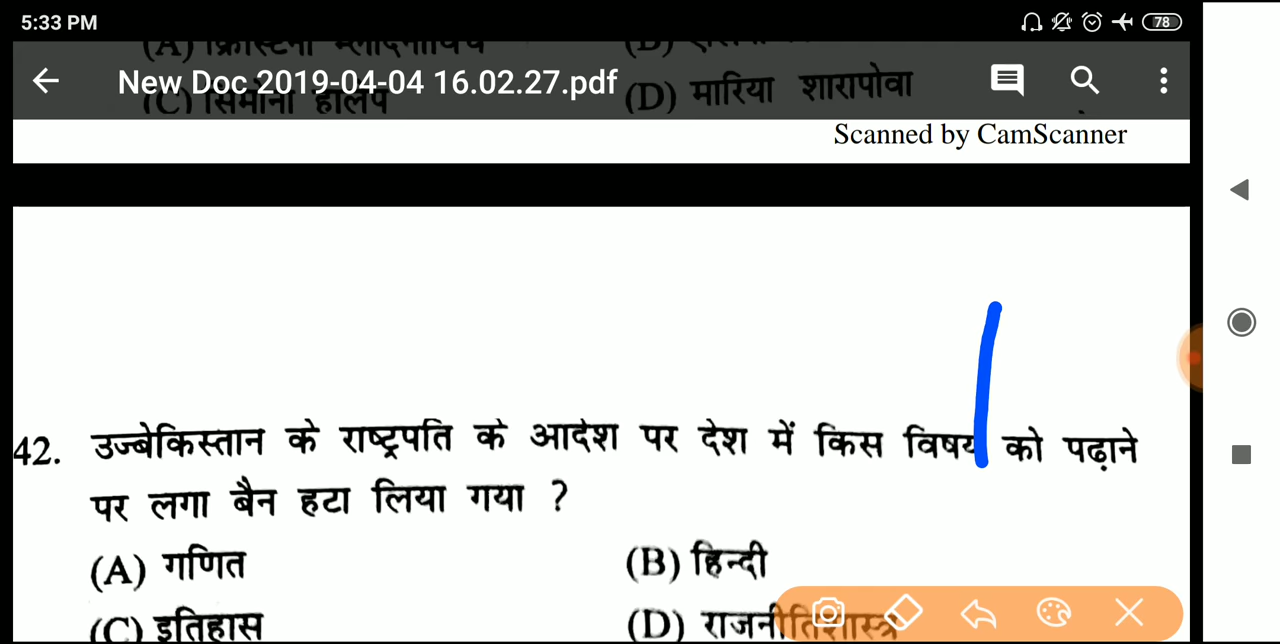 5:33 PM
78
New Doc 2019-04-04 16.02.27.pdf
(C) सिमोना हालेप
(D) मारिया शारापोवा
Scanned by CamScanner
42. उज्बेकिस्तान के राष्ट्रपति के आदेश पर देश में किस विषय को पढ़ाने
पर लगा बैन हटा लिया गया ?
(A) गणित
(B) हिन्दी
(C) इतिहास
(D) राजनीतिशास्त्र